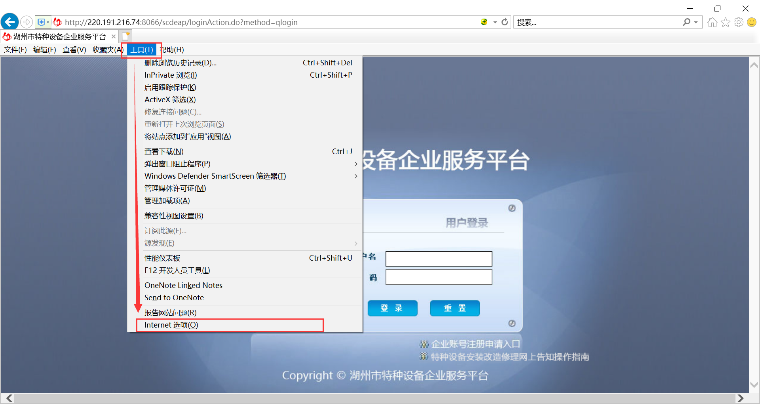 http://220.191.216.74:6066/scdeap/loginAction.do?method=qlogin
搜索...
湖州市特种设备企业服务平台
文件(F) 编辑(E) 查看(V) 收藏夹(A) 工具(T) 帮助(H)
删除浏览历史记录(D)... Ctrl+Shift+Del
InPrivate 浏览(I) Ctrl+Shift+P
启用跟踪保护(K)
ActiveX 筛选(X)
修复连接问题(C)...
重新打开上次浏览会话(S)
将站点添加到“应用”视图(A)
查看下载(N) Ctrl+J
弹出窗口阻止程序(P)
Windows Defender SmartScreen 筛选器(T)
管理媒体许可证(M)
管理加载项(A)
兼容性视图设置(B)
订阅此源(F)...
源发现(E)
性能仪表板 Ctrl+Shift+U
F12 开发人员工具(L)
OneNote Linked Notes
Send to OneNote
报告网站问题(R)
Internet 选项(O)
设备企业服务平台
用户登录
户名
码
登 录 重 置
企业账号注册申请入口
特种设备安装改造修理网上告知操作指南
Copyright © 湖州市特种设备企业服务平台